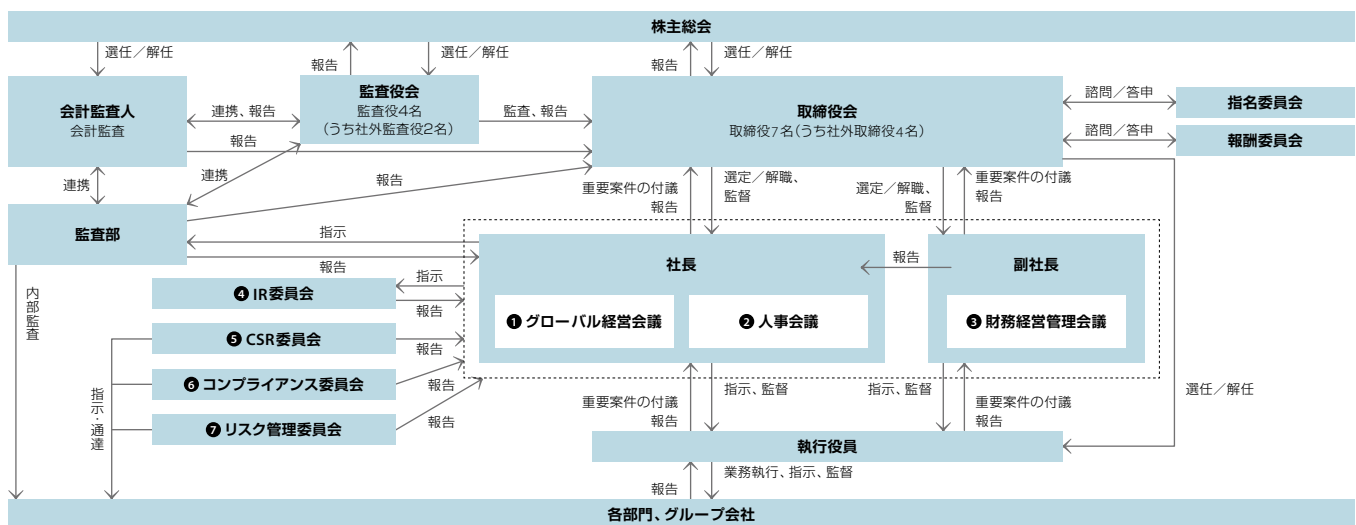 株主総会
選任／解任
報告
選任／解任
報告
選任／解任
会計監査人
会計監査
連携、報告
監査役会
監査役4名
（うち社外監査役2名）
監査、報告
取締役会
取締役7名（うち社外取締役4名）
諮問／答申
指名委員会
諮問／答申
報酬委員会
報告
連携
連携
報告
重要案件の付議
報告
選定／解職、
監督
選定／解職、
監督
重要案件の付議
報告
監査部
指示
報告
社長
報告
副社長
❶グローバル経営会議
❷人事会議
❸財務経営管理会議
内部監査
❹IR委員会
指示
報告
❺CSR委員会
報告
❻コンプライアンス委員会
報告
❼リスク管理委員会
報告
指示・通達
重要案件の付議
報告
指示、監督
指示、監督
重要案件の付議
報告
選任／解任
執行役員
報告
業務執行、指示、監督
各部門、グループ会社